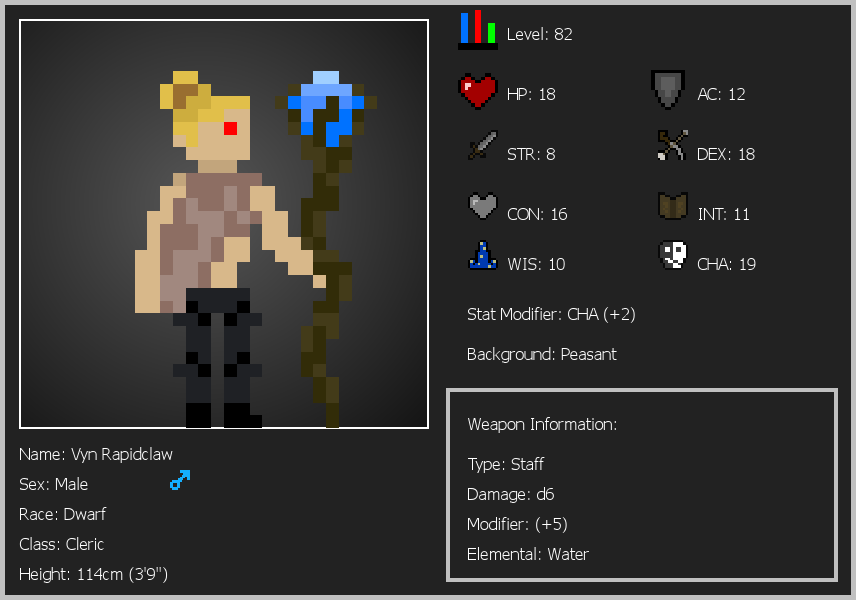 Level: 82
HP: 18
AC: 12
STR: 8
DEX: 18
CON: 16
INT: 11
WIS: 10
CHA: 19
Stat Modifier: CHA (+2)
Background: Peasant
Weapon Information:
Type: Staff
Damage: d6
Modifier: (+5)
Elemental: Water
Name: Vyn Rapidclaw
Sex: Male
Race: Dwarf
Class: Cleric
Height: 114cm (3'9")